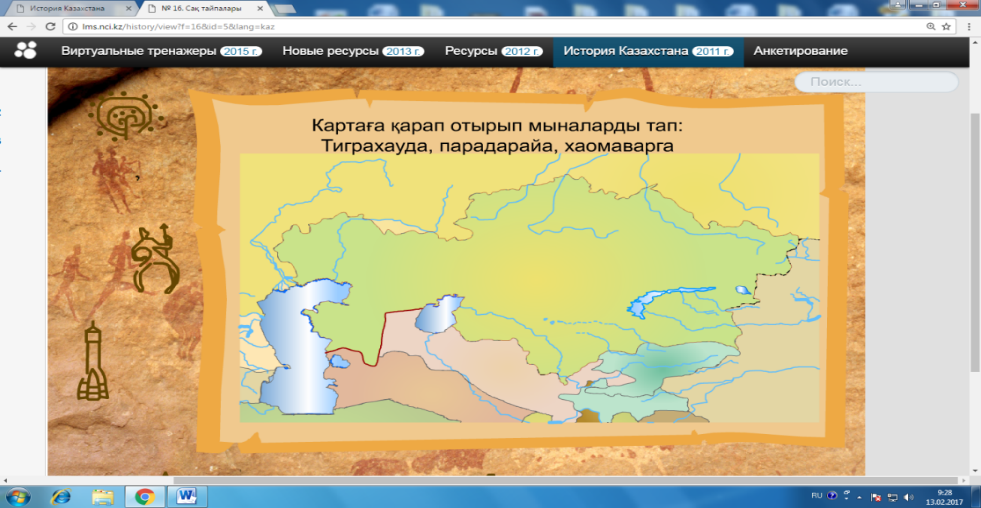 История Казахстана
№ 16. Сақ тайпалары
lms.nci.kz/history/view?f=16&id=5&lang=kaz
Виртуальные тренажеры 2015 г.
Новые ресурсы 2013 г.
Ресурсы 2012 г.
История Казахстана 2011 г.
Анкетирование
Поиск...
Картаға қарап отырып мыналарды тап:
Тиграхауда, парадарайа, хаомаварга
RU
9:28
13.02.2017